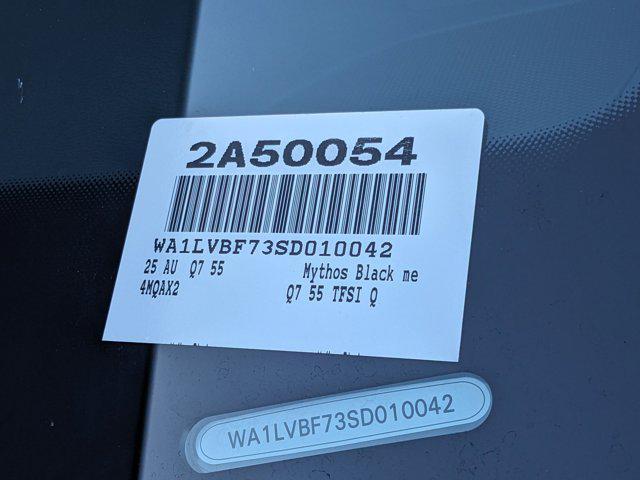 2A50054
WA1LVBF73SD010042
25 AU Q7 55 Mythos Black me
4MQAX2 Q7 55 TFSI Q
WA1LVBF73SD010042